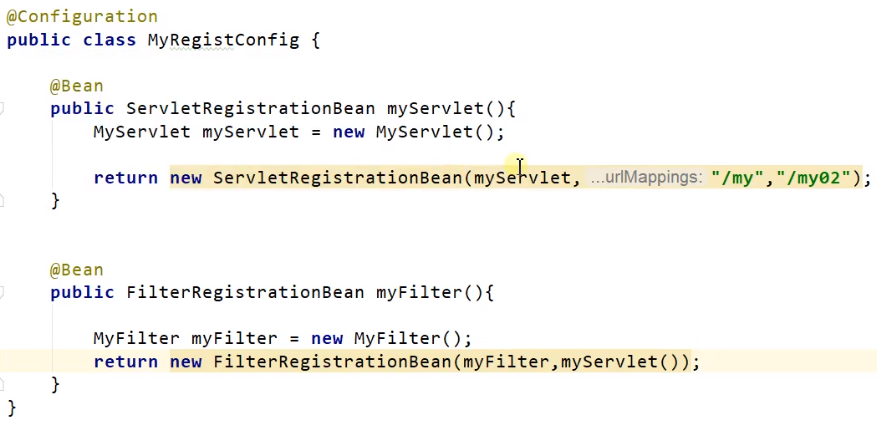 @Configuration
public class MyRegistConfig {
@Bean
public ServletRegistrationBean myServlet(){
MyServlet myServlet = new MyServlet();
return new ServletRegistrationBean(myServlet, ...urlMappings: "/my","/my02");
}
@Bean
public FilterRegistrationBean myFilter(){
MyFilter myFilter = new MyFilter();
return new FilterRegistrationBean(myFilter,myServlet());
}
}